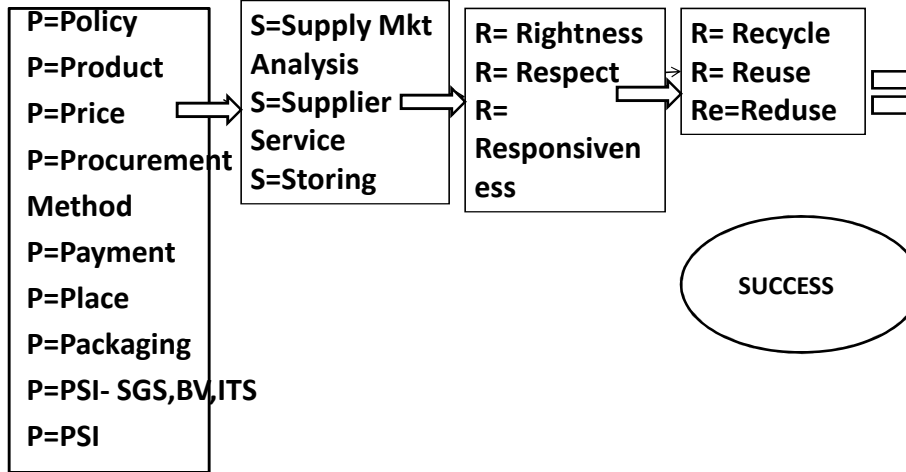 P=Policy
P=Product
P=Price
P=Procurement
Method
P=Payment
P=Place
P=Packaging
P=PSI- SGS,BV,ITS
P=PSI
S=Supply Mkt
Analysis
S=Supplier
Service
S=Storing
R= Rightness
R= Respect
R=
Responsiven
ess
R= Recycle
R= Reuse
Re=Reduse
SUCCESS